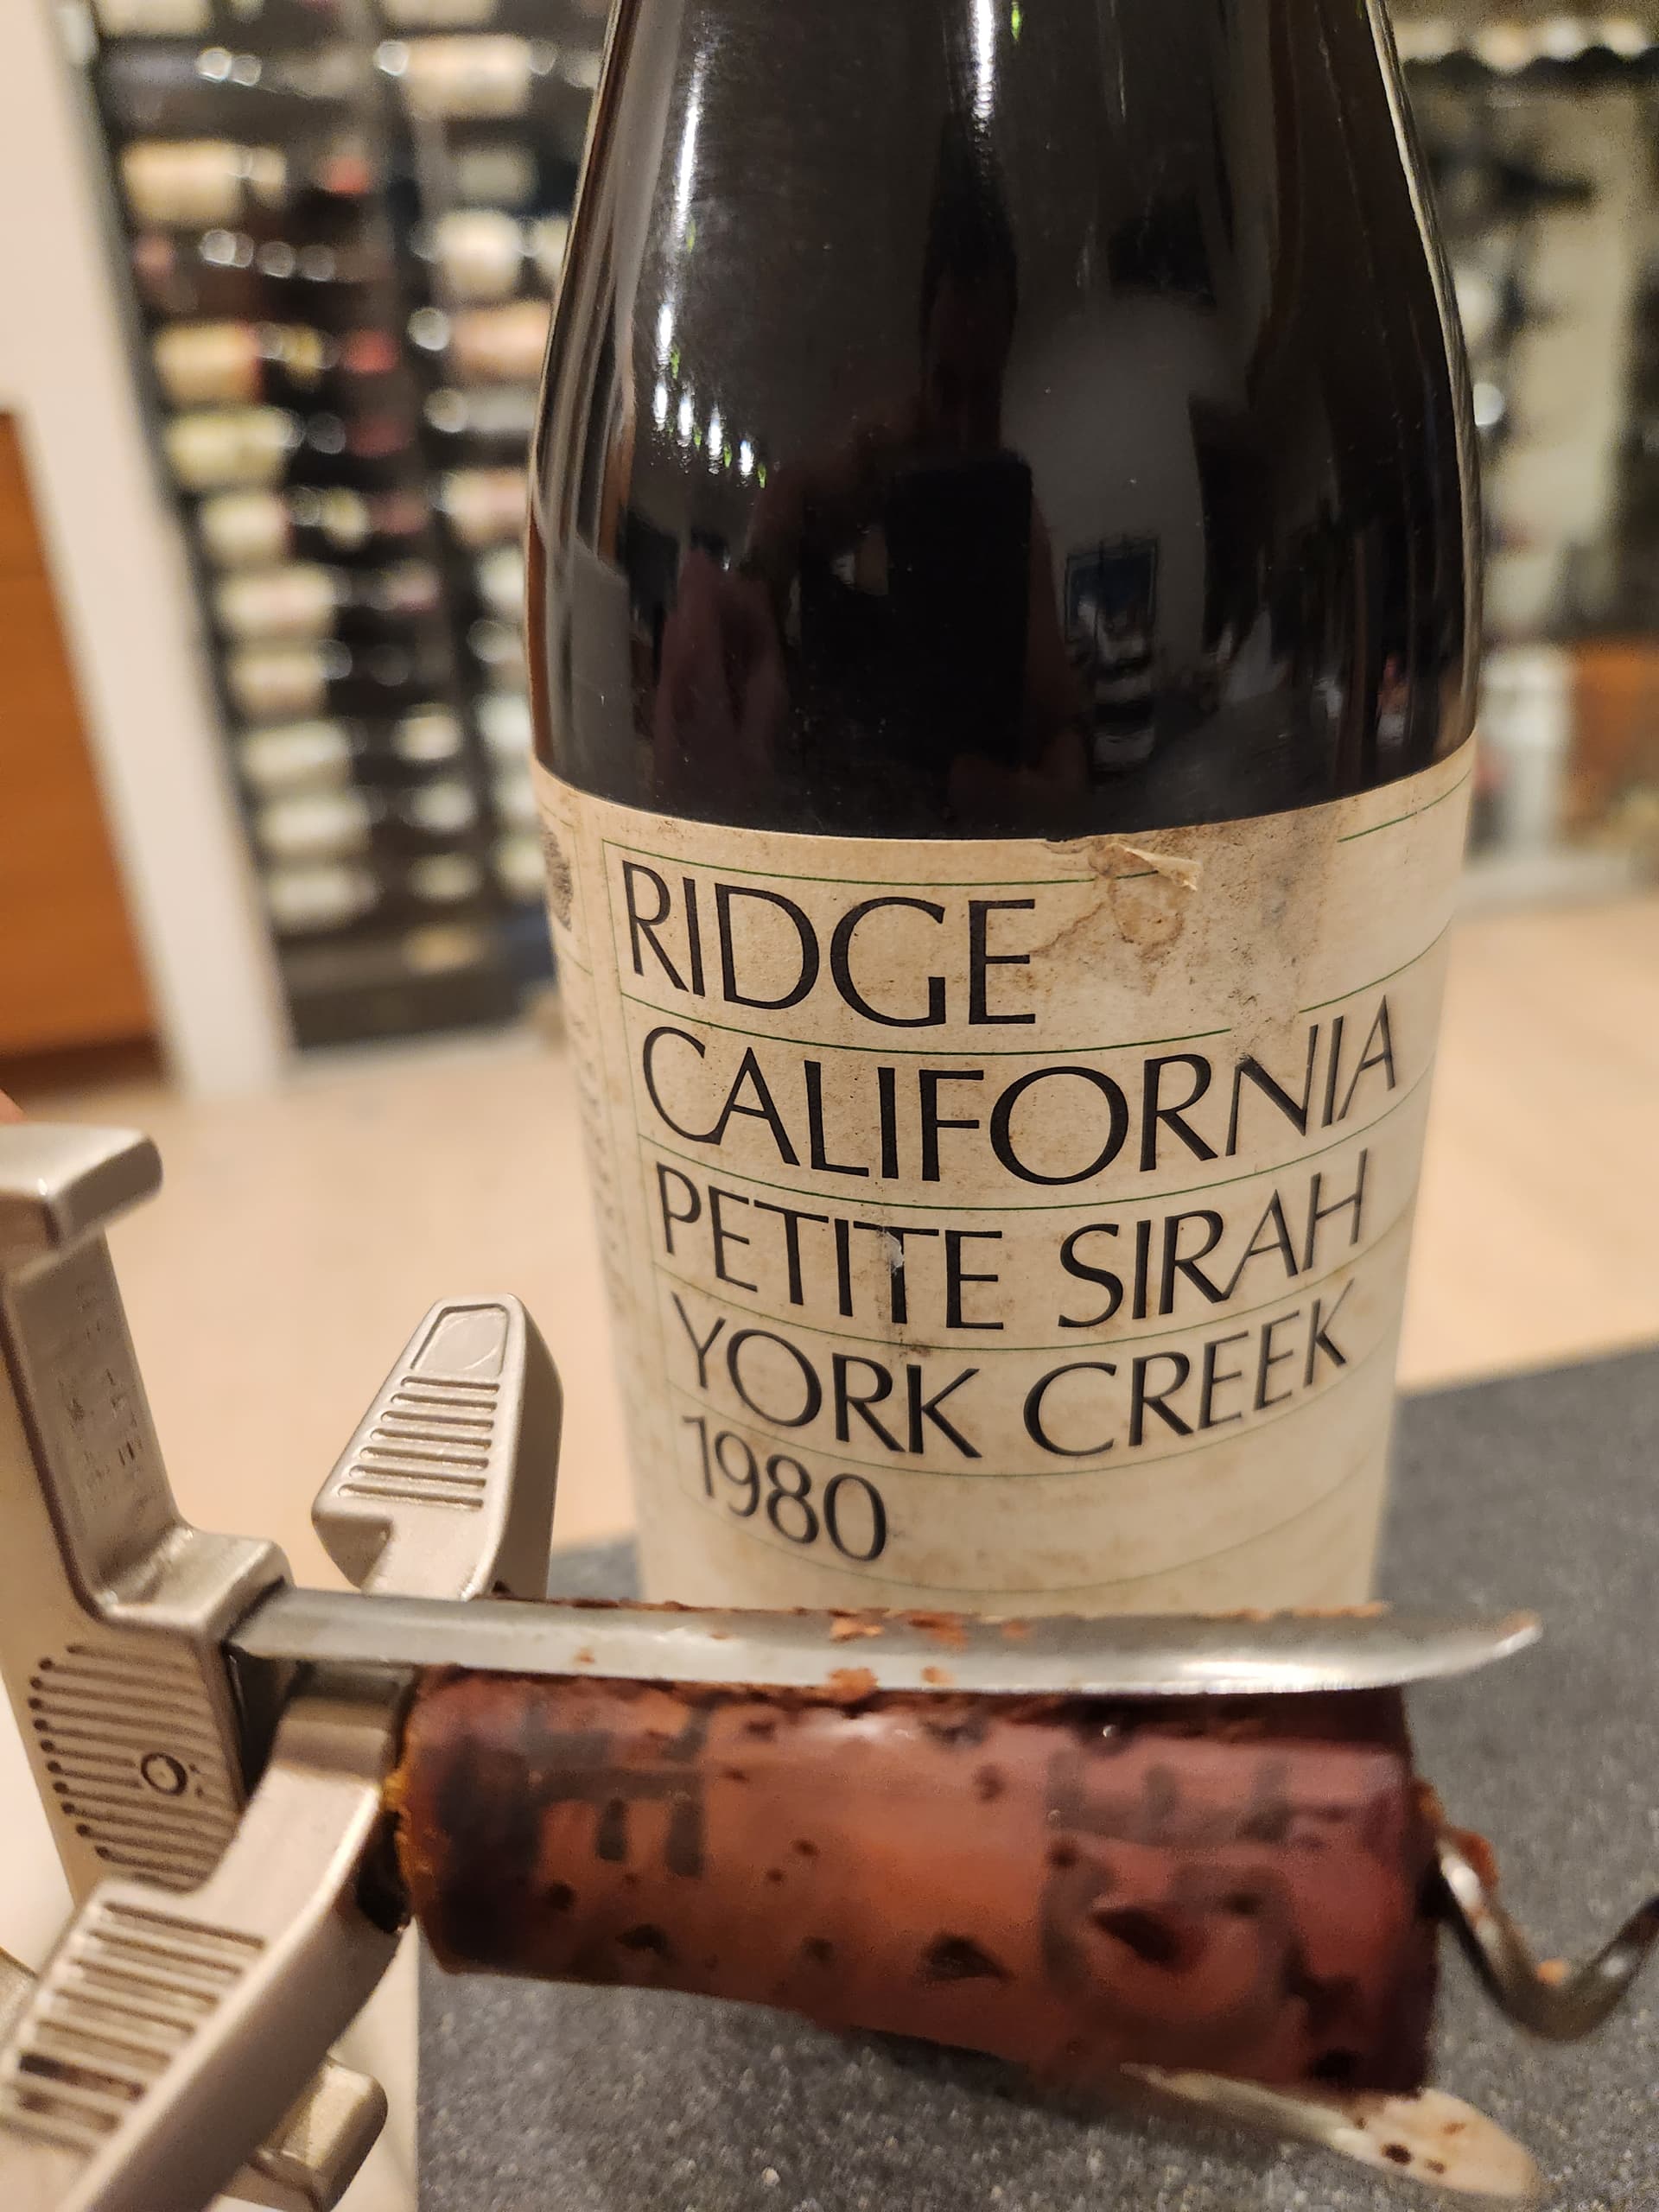 RIDGE
CALIFORNIA
PETITE SIRAH
YORK CREEK
1980